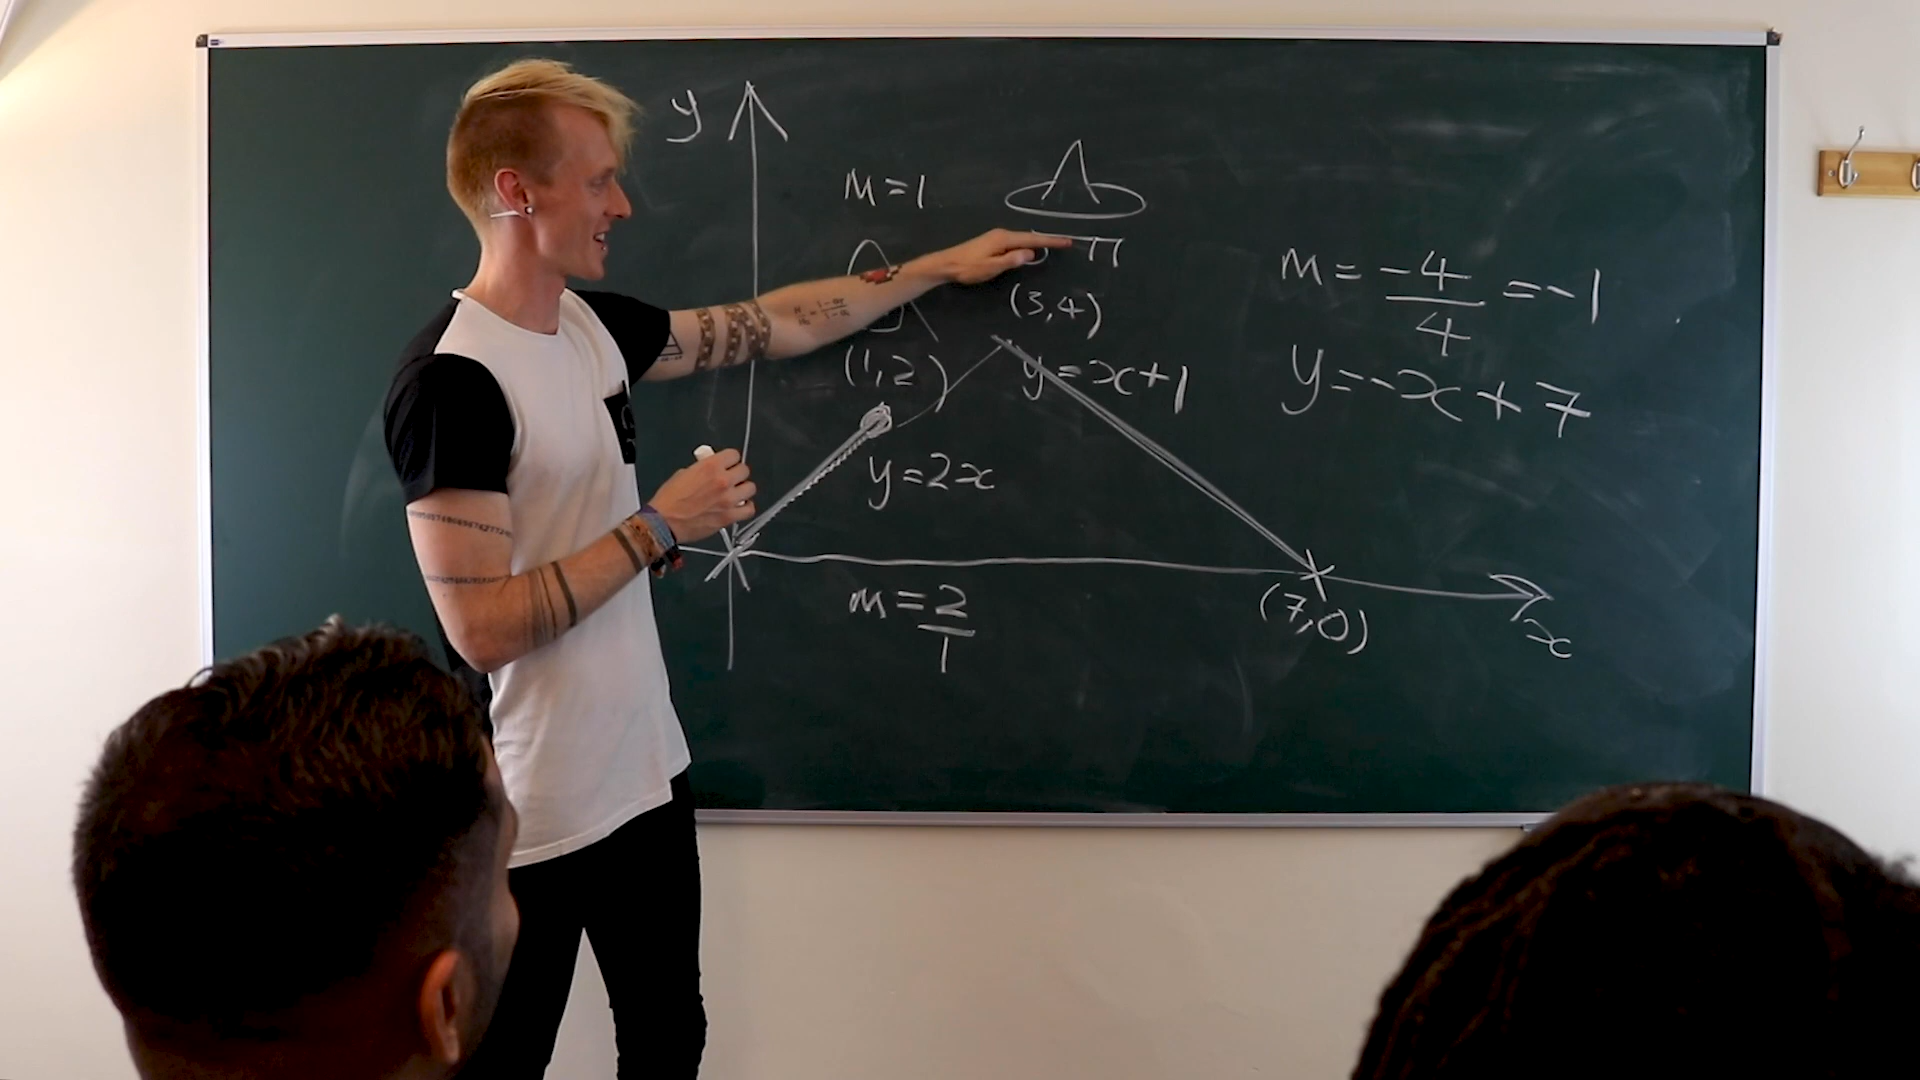 y
m=1
(3,4)
(1,2)
y=x+1
y=2x
m=2/1
m=-4/4=-1
y=-x+7
(7,0)
x